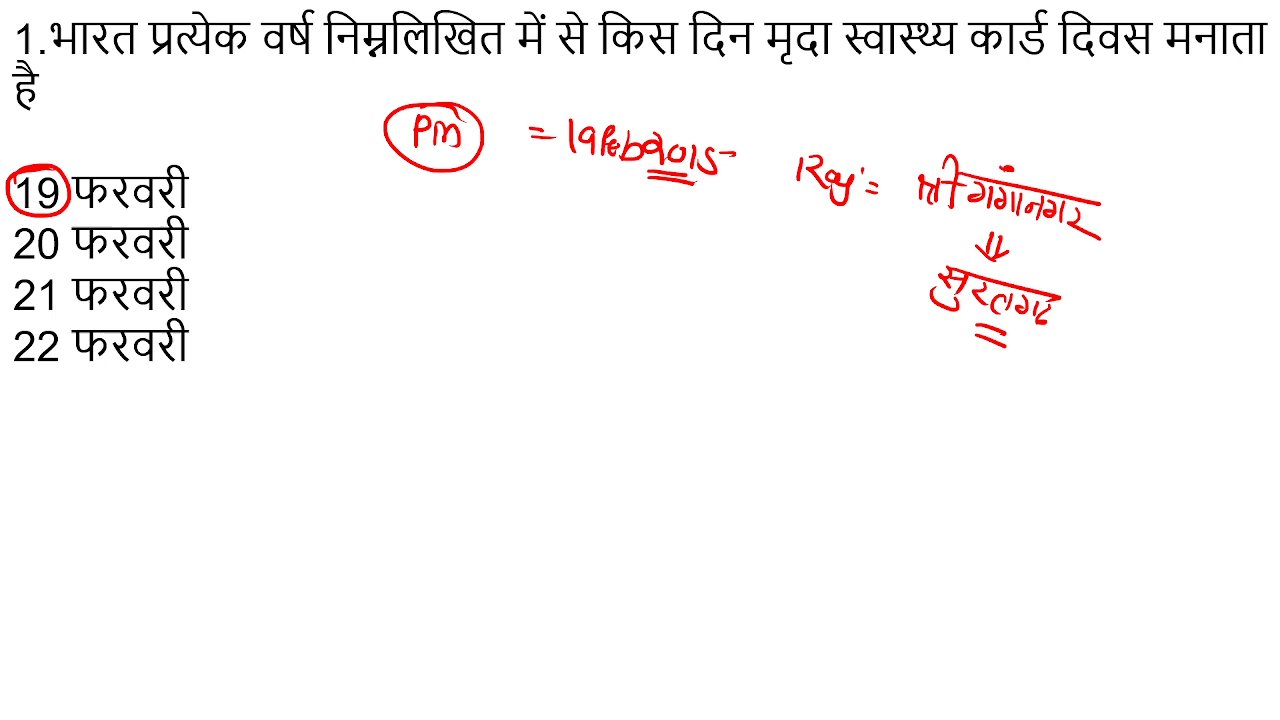 1.भारत प्रत्येक वर्ष निम्नलिखित में से किस दिन मृदा स्वास्थ्य कार्ड दिवस मनाता
है
PM = 19Feb2015 Raj = श्री गंगानगर
⇓
सुरतगढ
19 फरवरी
20 फरवरी
21 फरवरी
22 फरवरी